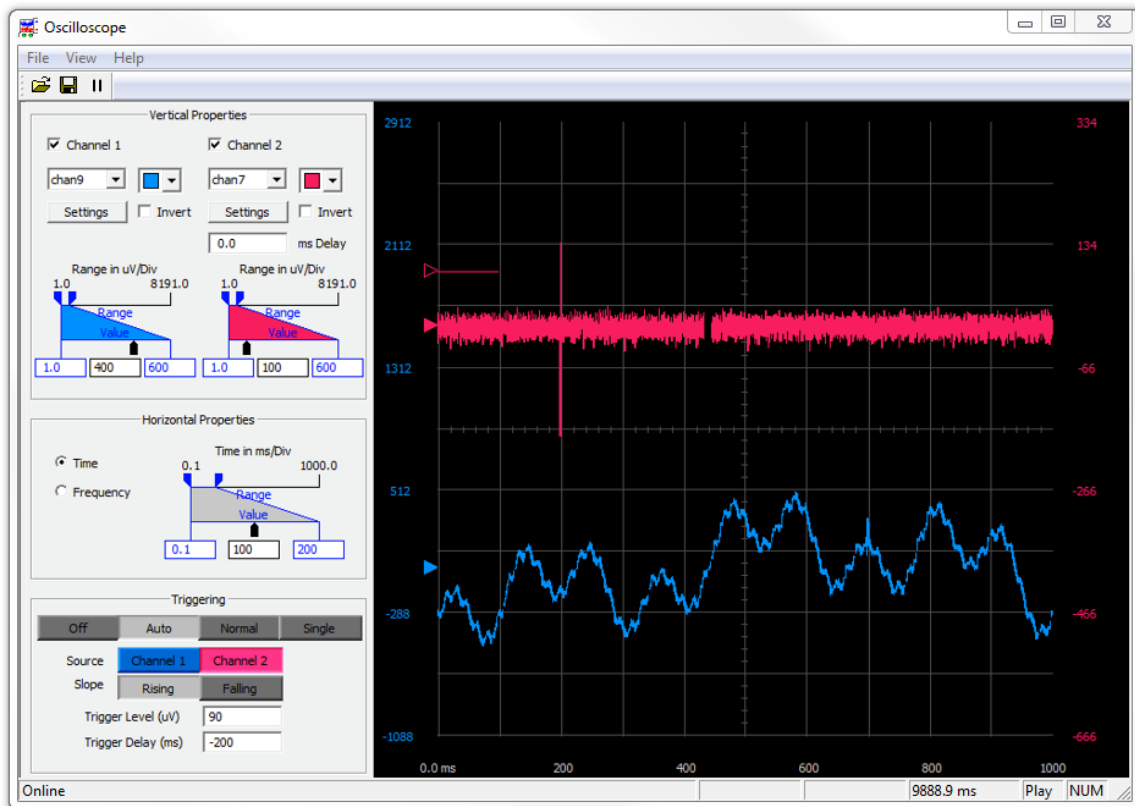 Oscilloscope
File View Help
Vertical Properties
Channel 1 Channel 2
chan9 chan7
Settings Invert Settings Invert
0.0 ms Delay
Range in uV/Div Range in uV/Div
1.0 8191.0 1.0 8191.0
Range Range
Value Value
1.0 400 600 1.0 100 600
Horizontal Properties
Time in ms/Div
Time 0.1 1000.0
Frequency Range
Value
0.1 100 200
Triggering
Off Auto Normal Single
Source Channel 1 Channel 2
Slope Rising Falling
Trigger Level (uV) 90
Trigger Delay (ms) -200
2912 334
2112 134
1312 -66
512 -266
-288 -466
-1088 -666
0.0 ms 200 400 600 800 1000
Online 9888.9 ms Play NUM